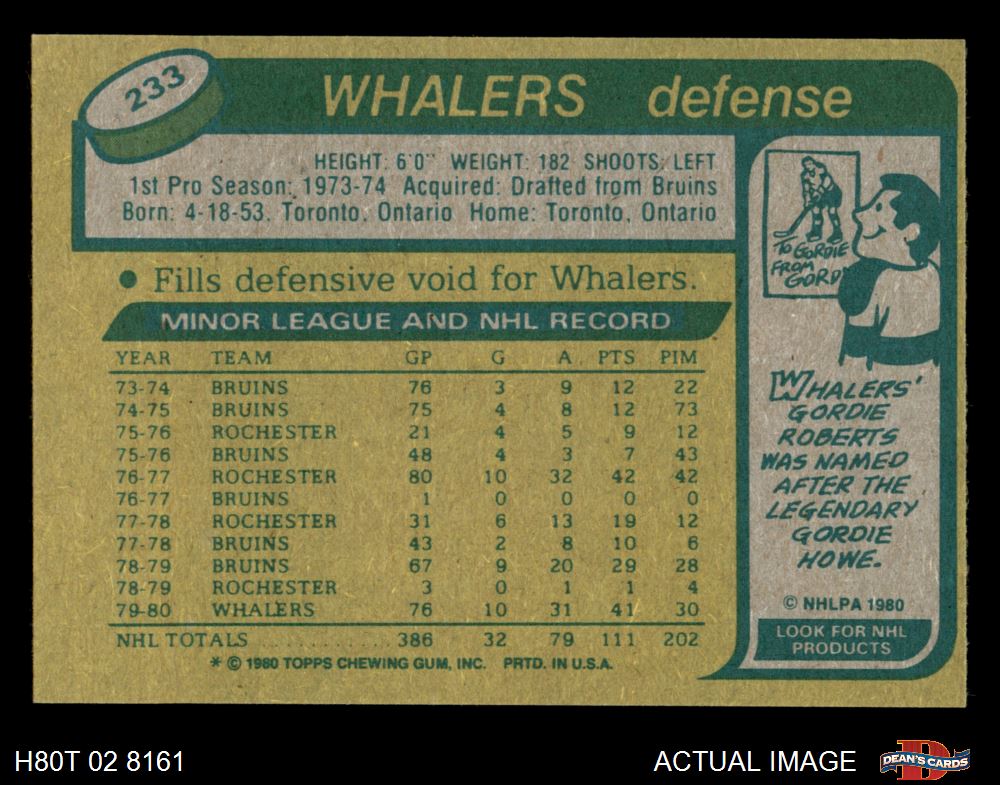 233
WHALERS defense
HEIGHT: 6'0" WEIGHT: 182 SHOOTS: LEFT
1st Pro Season: 1973-74 Acquired: Drafted from Bruins
Born: 4-18-53. Toronto. Ontario Home: Toronto, Ontario
• Fills defensive void for Whalers.
MINOR LEAGUE AND NHL RECORD
YEAR TEAM GP G A PTS PIM
73-74 BRUINS 76 3 9 12 22
74-75 BRUINS 75 4 8 12 73
75-76 ROCHESTER 21 4 5 9 12
75-76 BRUINS 48 4 3 7 43
76-77 ROCHESTER 80 10 32 42 42
76-77 BRUINS 1 0 0 0 0
77-78 ROCHESTER 31 6 13 19 12
77-78 BRUINS 43 2 8 10 6
78-79 BRUINS 67 9 20 29 28
78-79 ROCHESTER 3 0 1 1 4
79-80 WHALERS 76 10 31 41 30
NHL TOTALS 386 32 79 111 202
* © 1980 TOPPS CHEWING GUM, INC. PRTD. IN U.S.A.
TO GORDIE
FROM
GORD
WHALERS'
GORDIE
ROBERTS
WAS NAMED
AFTER THE
LEGENDARY
GORDIE
HOWE.
© NHLPA 1980
LOOK FOR NHL
PRODUCTS
H80T 02 8161
ACTUAL IMAGE
D
DEAN'S CARDS